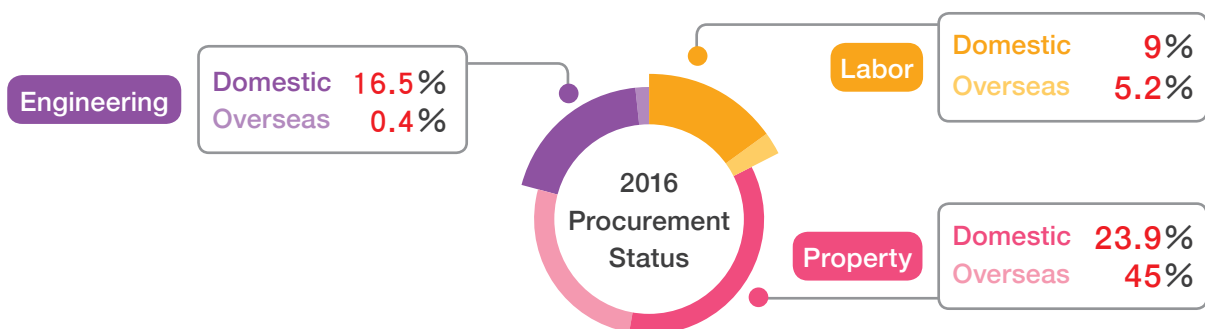 Engineering
Domestic 16.5%
Overseas 0.4%
Labor
Domestic 9%
Overseas 5.2%
2016
Procurement
Status
Property
Domestic 23.9%
Overseas 45%